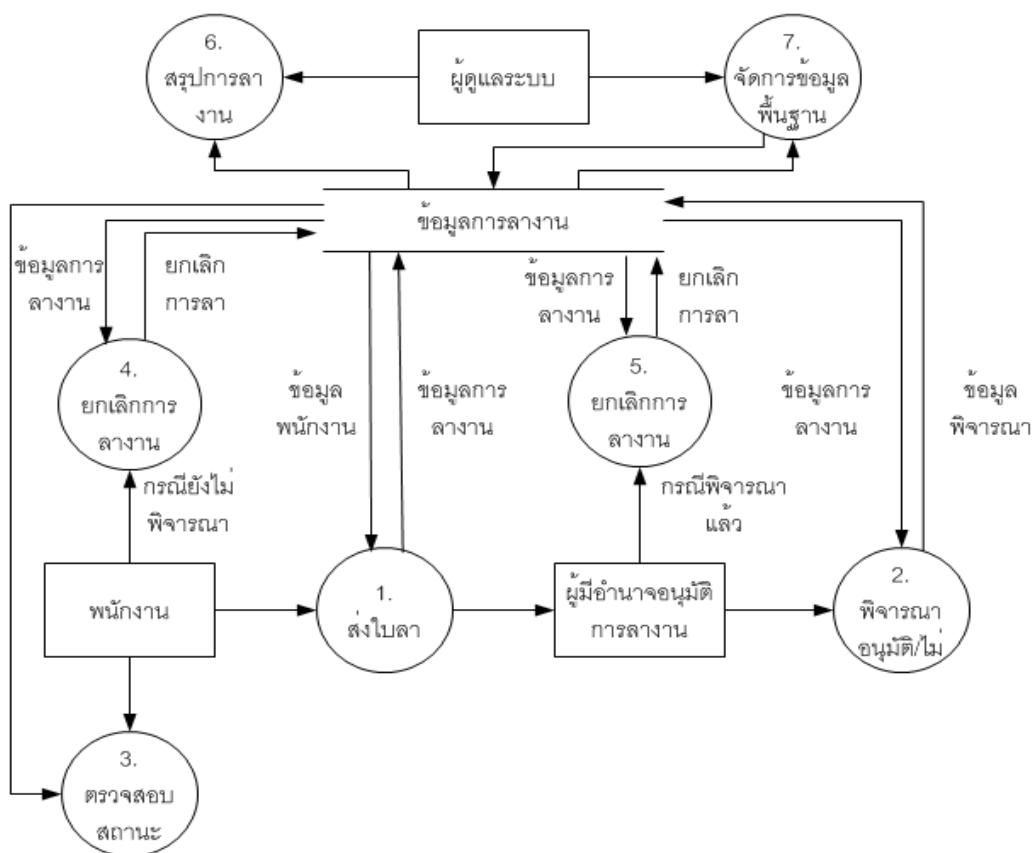 6.
สรุปการลา
งาน
ผู้ดูแลระบบ
7.
จัดการข้อมูล
พื้นฐาน
ข้อมูลการลางาน
ข้อมูลการ
ลางาน
ยกเลิก
การลา
ข้อมูลการ
ลางาน
ยกเลิก
การลา
4.
ยกเลิกการ
ลางาน
ข้อมูล
พนักงาน
ข้อมูลการ
ลางาน
5.
ยกเลิกการ
ลางาน
ข้อมูลการ
ลางาน
ข้อมูล
พิจารณา
กรณียังไม่
พิจารณา
กรณีพิจารณา
แล้ว
พนักงาน
1.
ส่งใบลา
ผู้มีอำนาจอนุมัติ
การลางาน
2.
พิจารณา
อนุมัติ/ไม่
3.
ตรวจสอบ
สถานะ